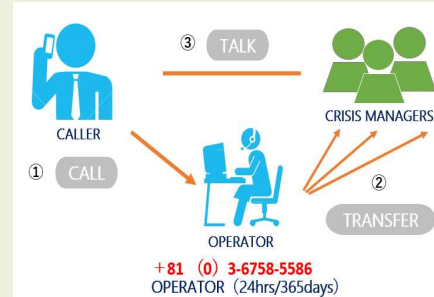 ③ TALK
CALLER
CRISIS MANAGERS
① CALL
②
TRANSFER
OPERATOR
+81 (0) 3-6758-5586
OPERATOR (24hrs/365days)